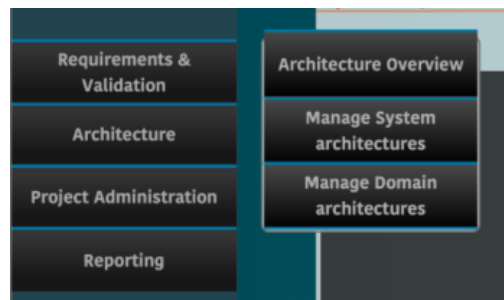 Requirements &
Validation
Architecture
Project Administration
Reporting
Architecture Overview
Manage System
architectures
Manage Domain
architectures